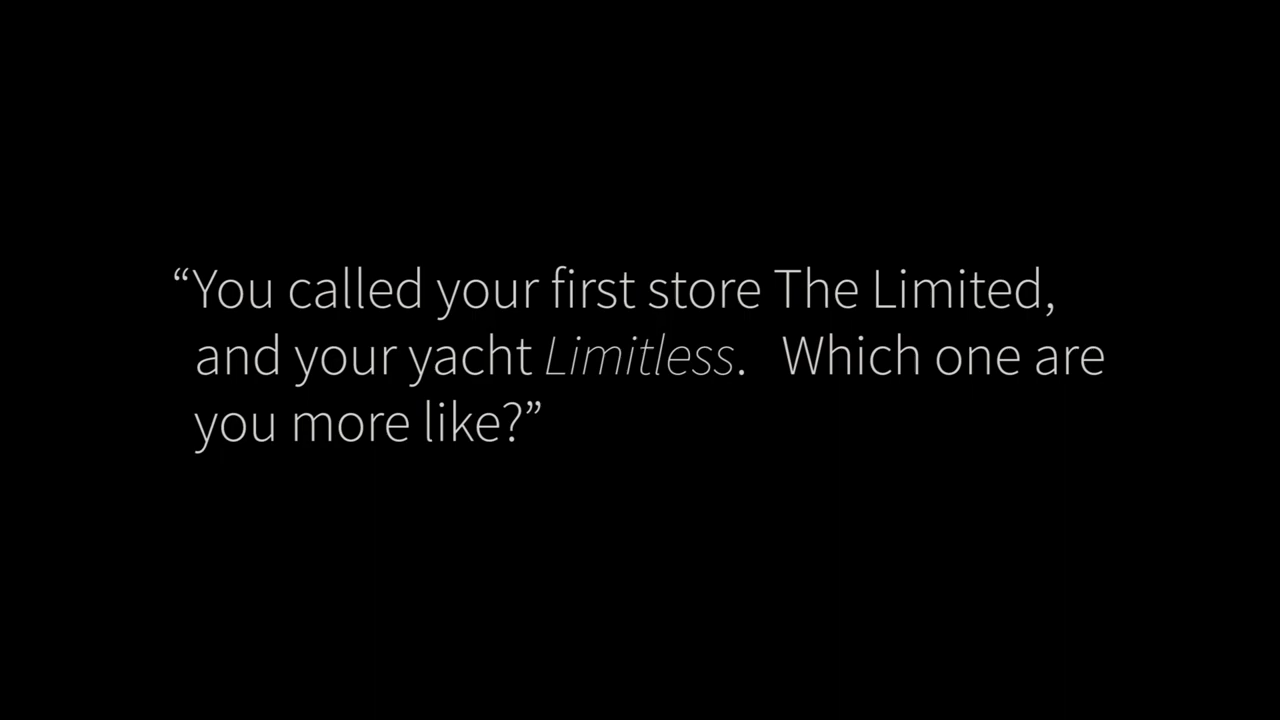 “You called your first store The Limited,
and your yacht Limitless. Which one are
you more like?”